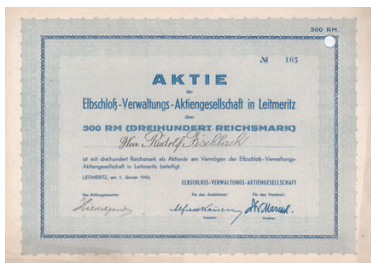 300 RM.
№ 105
AKTIE
der
Elbschloß-Verwaltungs-Aktiengesellschaft in Leitmeritz
über
300 RM (DREIHUNDERT REICHSMARK)
Rudolf Fischbach
ist mit dreihundert Reichsmark als Aktionär am Vermögen der Elbschloß-Verwaltungs-
Aktiengesellschaft in Leitmeritz beteiligt.
LEITMERITZ, am 1. Jänner 1943.
ELBSCHLOSS-VERWALTUNGS-AKTIENGESELLSCHAFT
Für den Aufsichtsrat:
Für den Vorstand: